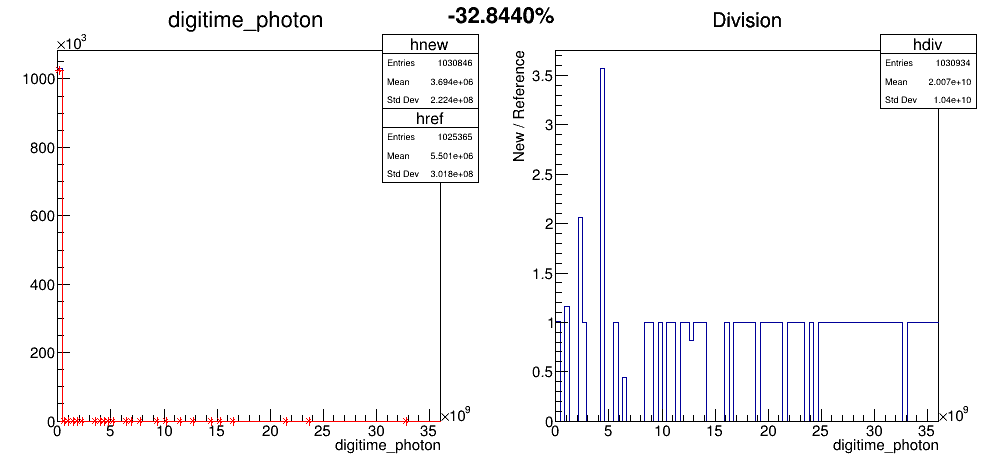 -32.8440%
digitime_photon
×10³
hnew
Entries 1030846
Mean 3.694e+06
Std Dev 2.224e+08
href
Entries 1025365
Mean 5.501e+06
Std Dev 3.018e+08
1000
800
600
400
200
0
0 5 10 15 20 25 30 35
×10⁹
digitime_photon
Division
hdiv
Entries 1030934
Mean 2.007e+10
Std Dev 1.04e+10
New / Reference
3.5
3
2.5
2
1.5
1
0.5
0
0 5 10 15 20 25 30 35
×10⁹
digitime_photon